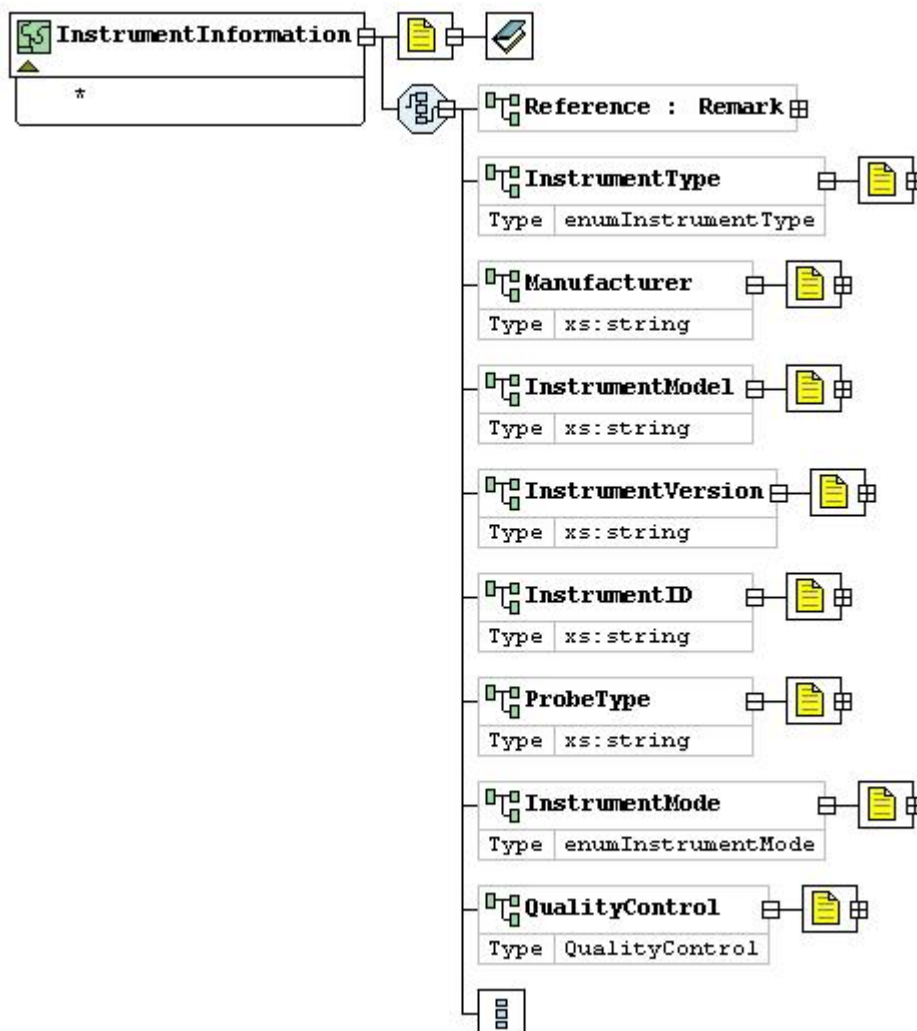 InstrumentInformation
*
Reference : Remark
InstrumentType
Type enumInstrumentType
Manufacturer
Type xs:string
InstrumentModel
Type xs:string
InstrumentVersion
Type xs:string
InstrumentID
Type xs:string
ProbeType
Type xs:string
InstrumentMode
Type enumInstrumentMode
QualityControl
Type QualityControl